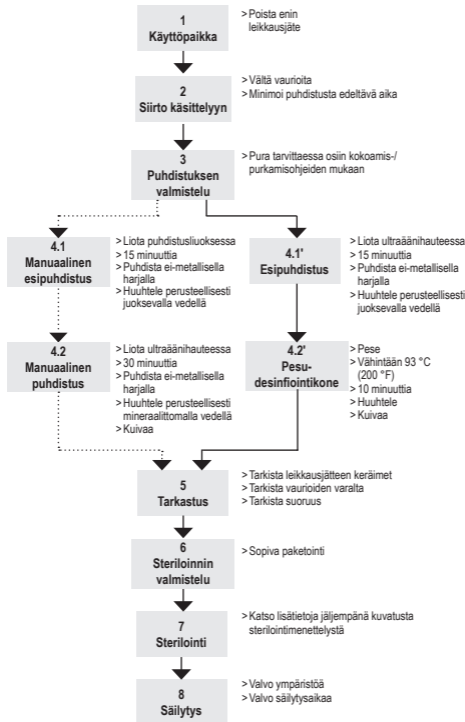 1
Käyttöpaikka
> Poista enin
leikkausjäte
2
Siirto käsittelyyn
> Vältä vaurioita
> Minimoi puhdistusta edeltävä aika
3
Puhdistuksen
valmistelu
> Pura tarvittaessa osiin kokoamis-/
purkamisohjeiden mukaan
4.1
Manuaalinen
esipuhdistus
> Liota puhdistusliuoksessa
> 15 minuuttia
> Puhdista ei-metallisella
harjalla
> Huuhtele perusteellisesti
juoksevalla vedellä
4.1'
Esipuhdistus
> Liota ultraäänihauteessa
> 15 minuuttia
> Puhdista ei-metallisella
harjalla
> Huuhtele perusteellisesti
juoksevalla vedellä
4.2
Manuaalinen
puhdistus
> Liota ultraäänihauteessa
> 30 minuuttia
> Puhdista ei-metallisella
harjalla
> Huuhtele perusteellisesti
mineraalittomalla vedellä
> Kuivaa
4.2'
Pesu-
desinfiointikone
> Pese
> Vähintään 93 °C
(200 °F)
> 10 minuuttia
> Huuhtele
> Kuivaa
5
Tarkastus
> Tarkista leikkausjätteen keräimet
> Tarkista vaurioiden varalta
> Tarkista suoruus
6
Steriloinnin
valmistelu
> Sopiva paketointi
7
Sterilointi
> Katso lisätietoja jäljempänä kuvatusta
sterilointimenettelystä
8
Säilytys
> Valvo ympäristöä
> Valvo säilytysaikaa